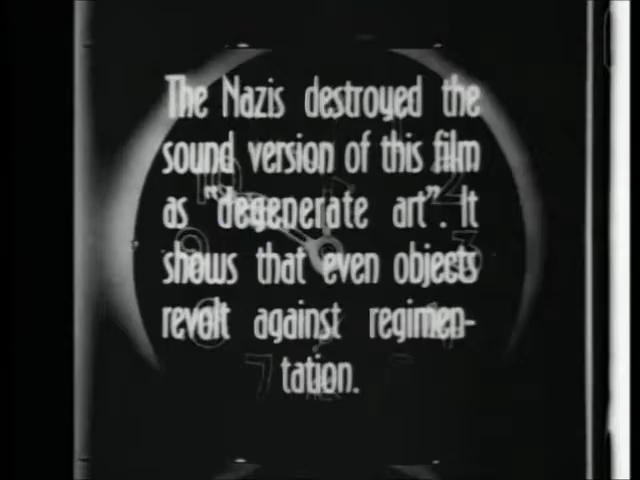 The Nazis destroyed the
sound version of this film
as "degenerate art". It
shows that even objects
revolt against regimen-
tation.